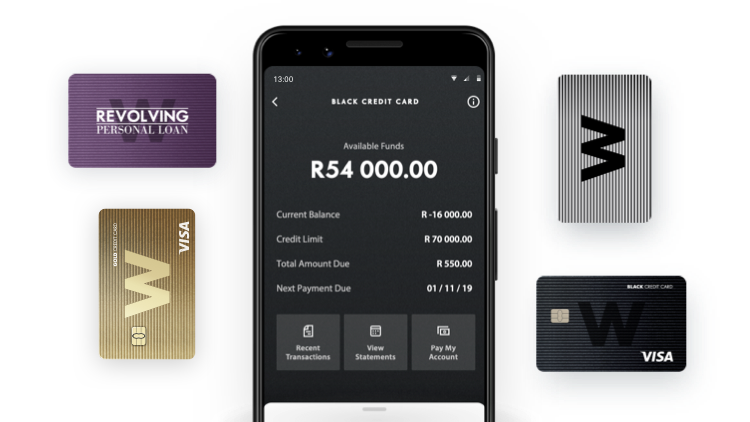 W
REVOLVING
PERSONAL LOAN
GOLD CREDIT CARD
W
VISA
13:00
BLACK CREDIT CARD
Available Funds
R54 000.00
Current Balance R -16 000.00
Credit Limit R 70 000.00
Total Amount Due R 550.00
Next Payment Due 01 / 11 / 19
Recent
Transactions
View
Statements
Pay My
Account
W
BLACK CREDIT CARD
W
VISA